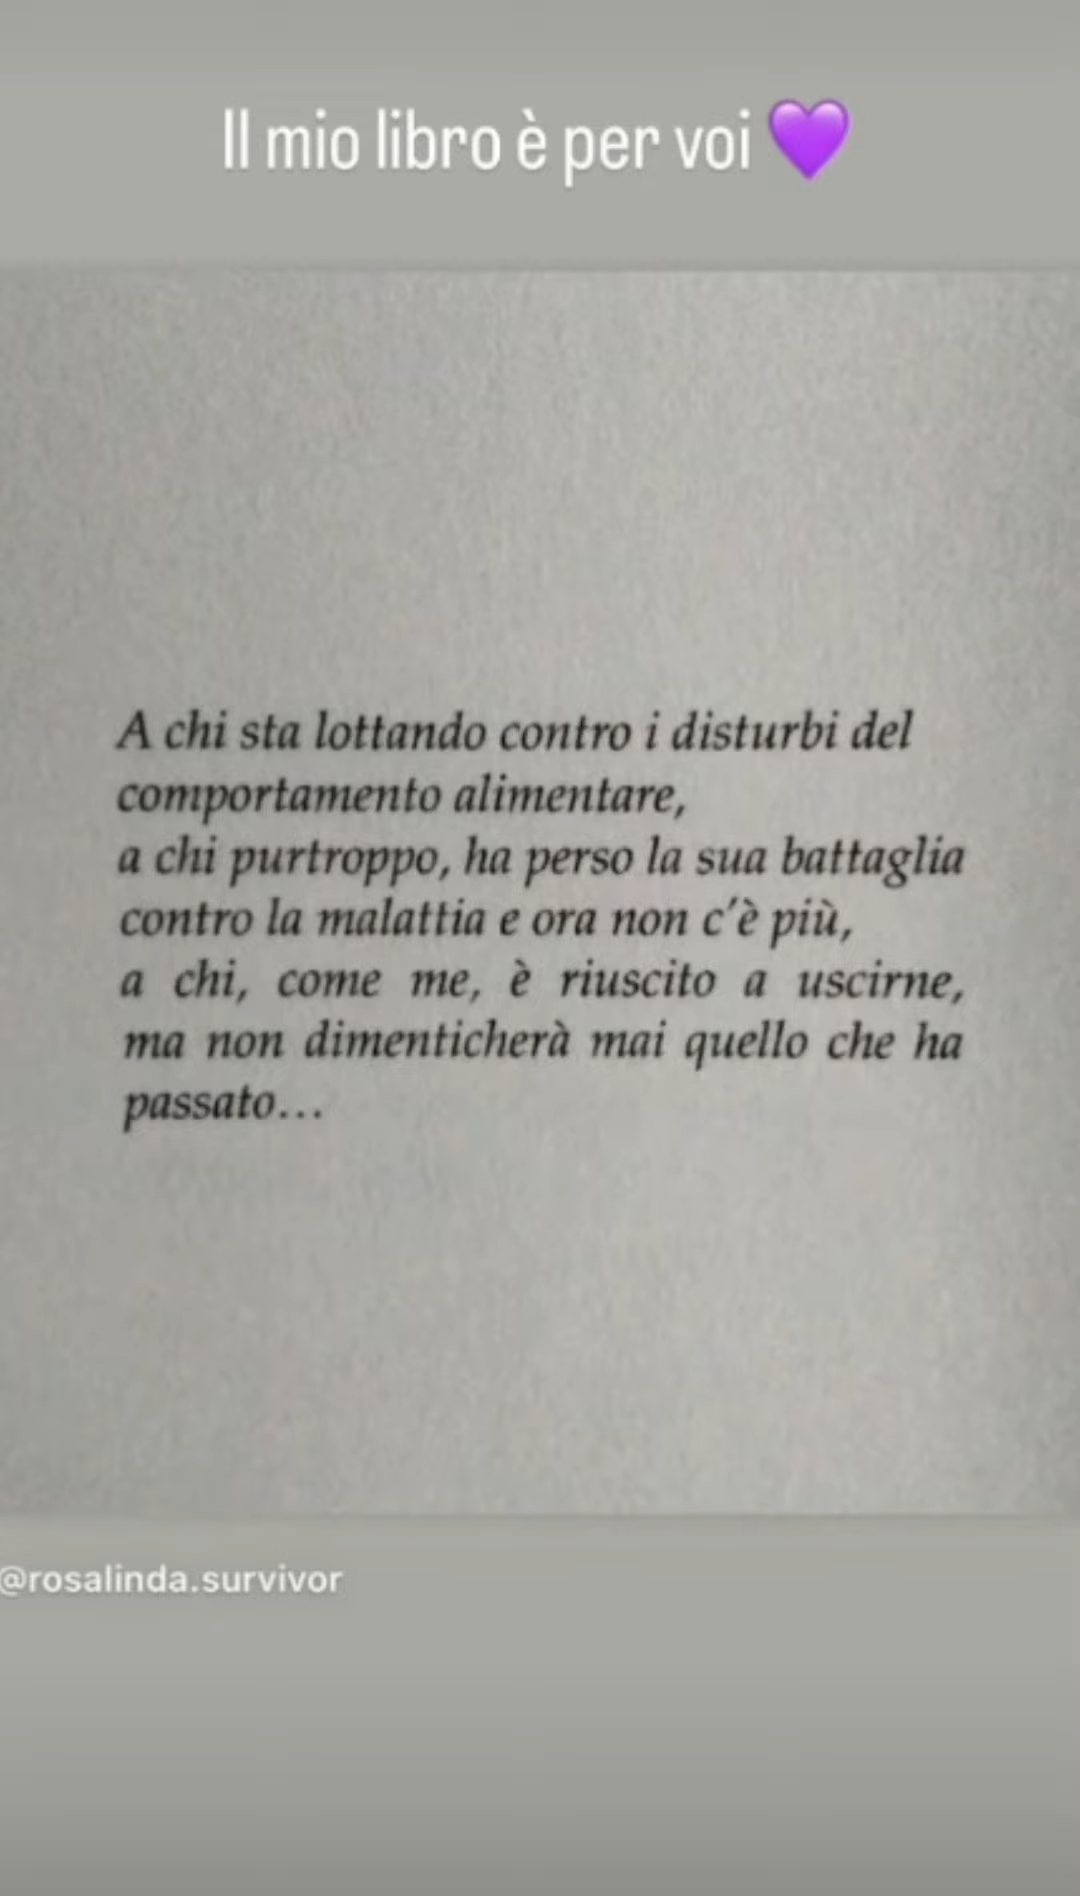 Il mio libro è per voi 💜
A chi sta lottando contro i disturbi del
comportamento alimentare,
a chi purtroppo, ha perso la sua battaglia
contro la malattia e ora non c'è più,
a chi, come me, è riuscito a uscirne,
ma non dimenticherà mai quello che ha
passato...
@rosalinda.survivor